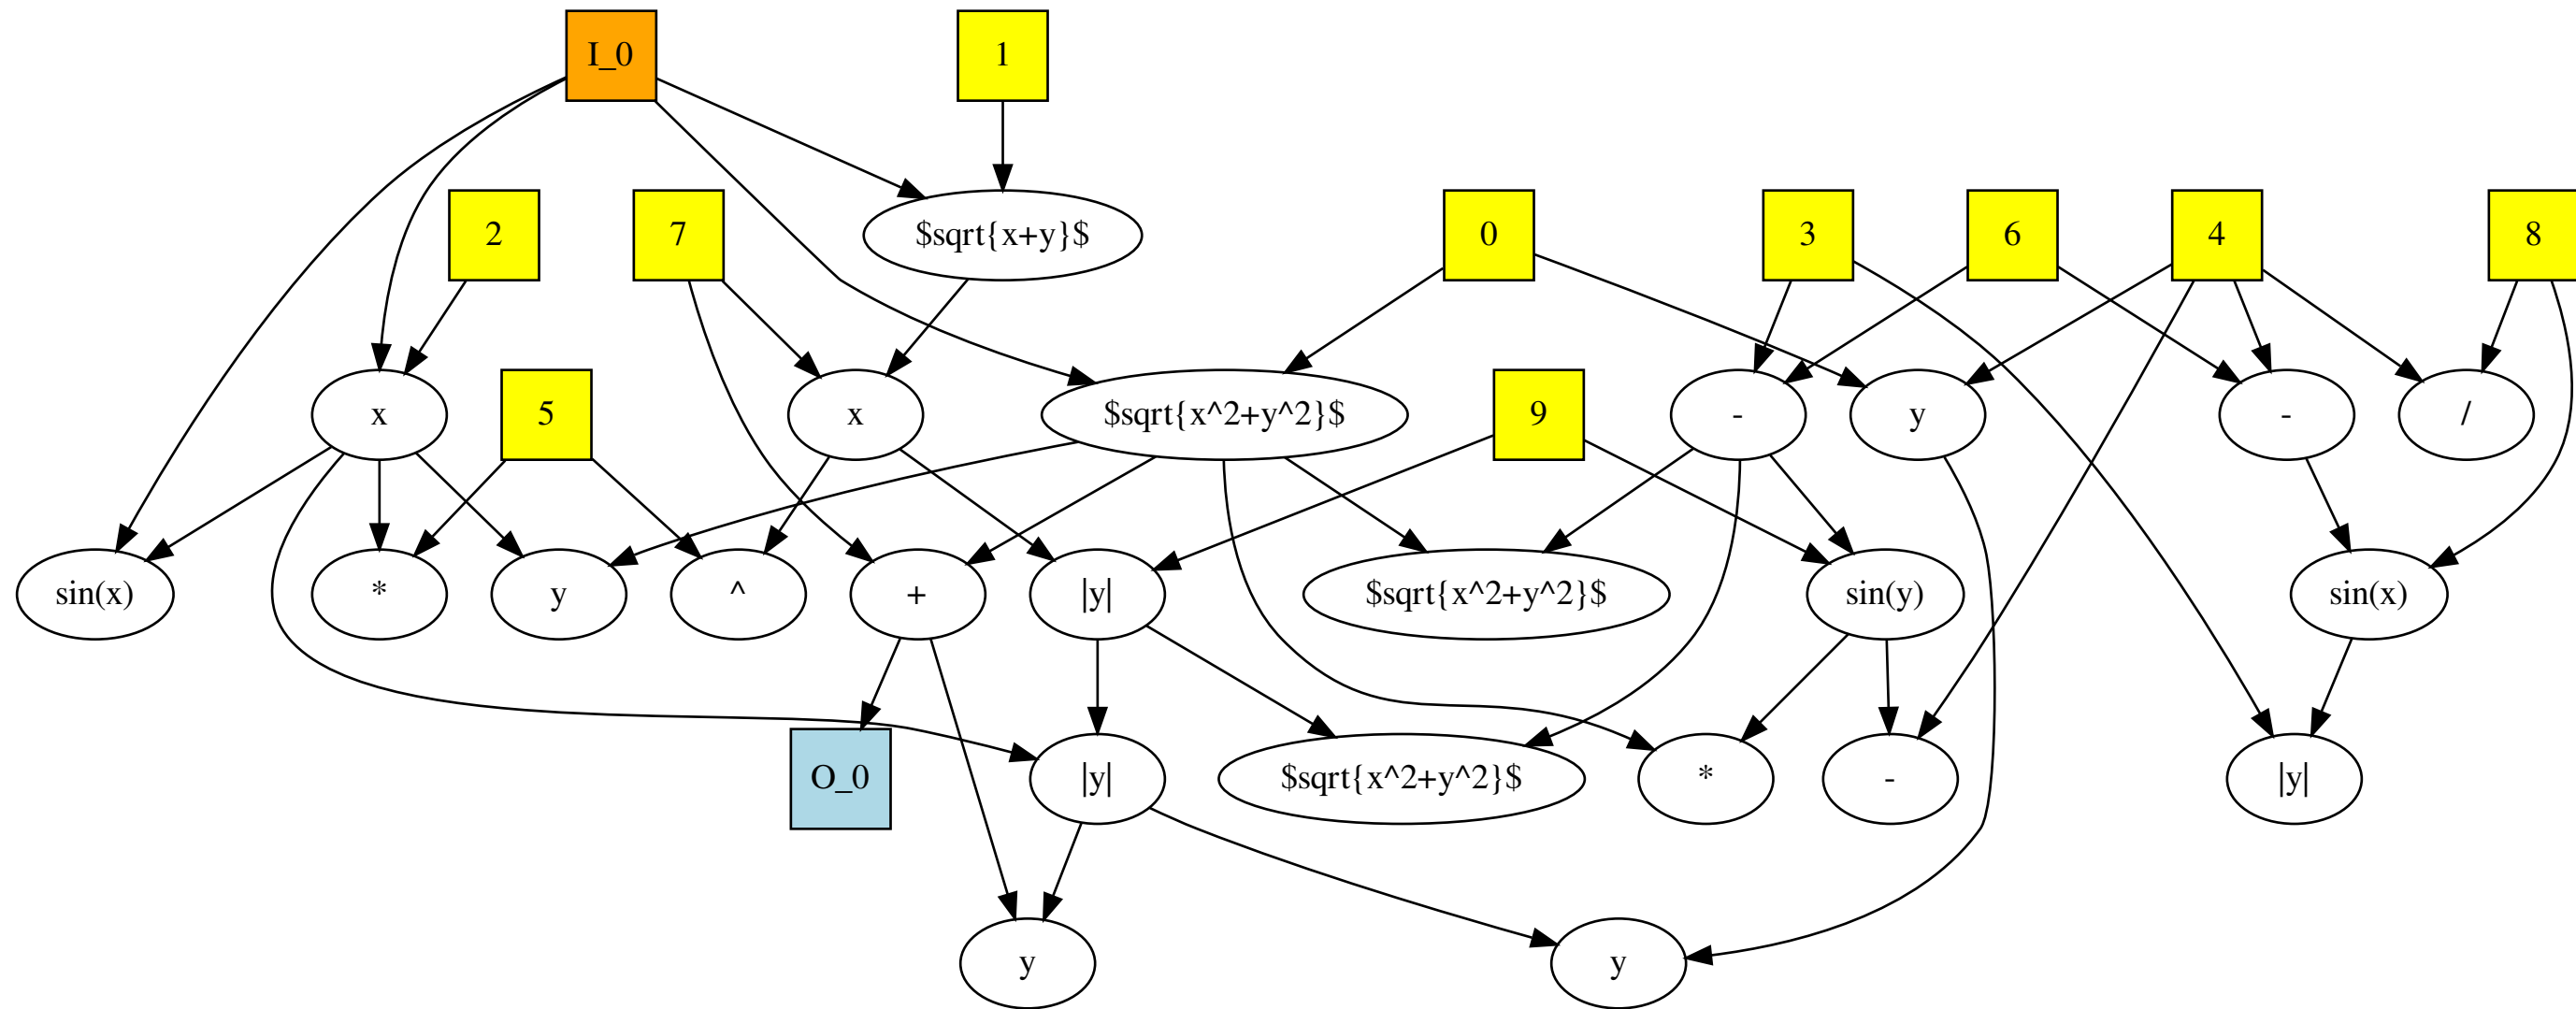 I_0
1
2
7
$sqrt{x+y}$
0
3
6
4
8
x
5
x
$sqrt{x^2+y^2}$
9
-
y
-
/
sin(x)
*
y
^
+
|y|
$sqrt{x^2+y^2}$
sin(y)
sin(x)
O_0
|y|
$sqrt{x^2+y^2}$
*
-
|y|
y
y